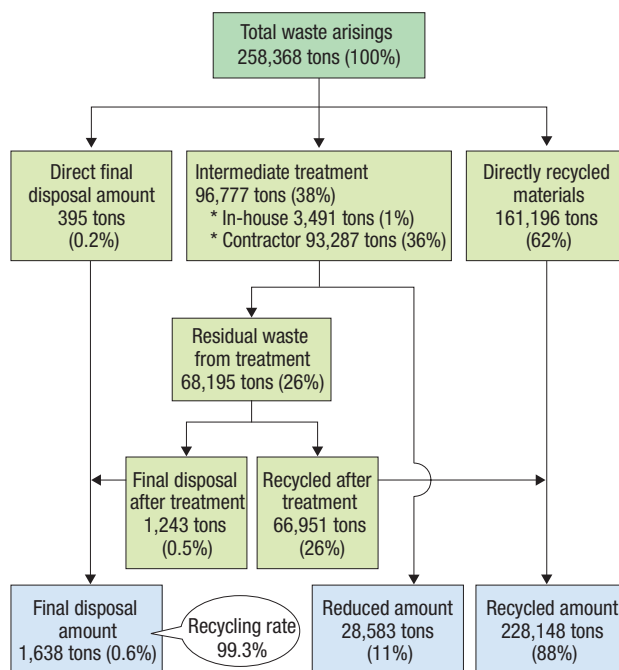 Total waste arisings
258,368 tons (100%)
Direct final
disposal amount
395 tons
(0.2%)
Intermediate treatment
96,777 tons (38%)
* In-house 3,491 tons (1%)
* Contractor 93,287 tons (36%)
Directly recycled
materials
161,196 tons
(62%)
Residual waste
from treatment
68,195 tons (26%)
Final disposal
after treatment
1,243 tons
(0.5%)
Recycled after
treatment
66,951 tons
(26%)
Final disposal
amount
1,638 tons (0.6%)
Recycling rate
99.3%
Reduced amount
28,583 tons
(11%)
Recycled amount
228,148 tons
(88%)